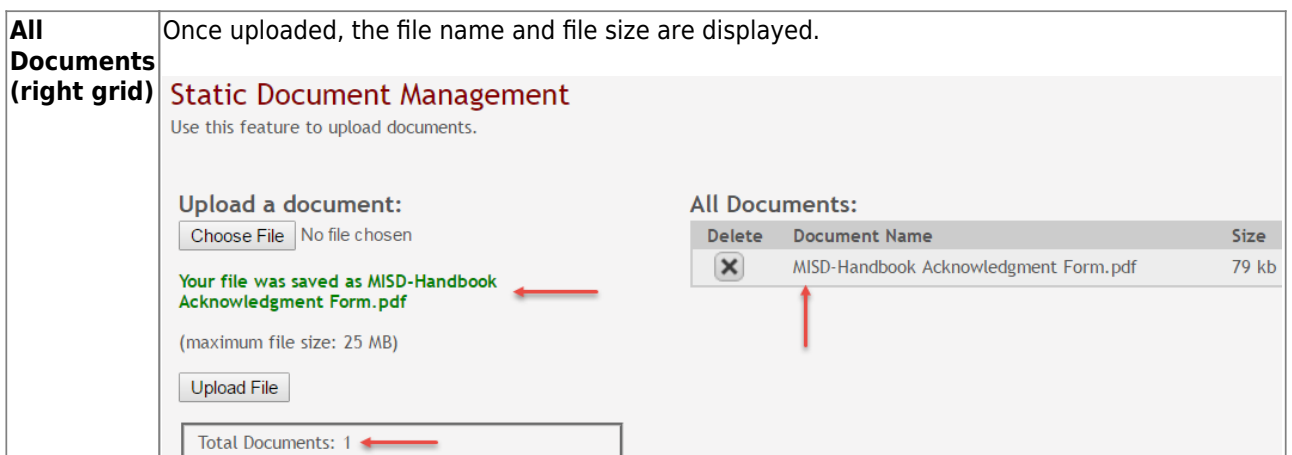 All
Documents
(right grid)
Once uploaded, the file name and file size are displayed.
Static Document Management
Use this feature to upload documents.
Upload a document:
Choose File No file chosen
Your file was saved as MISD-Handbook
Acknowledgment Form.pdf
(maximum file size: 25 MB)
Upload File
Total Documents: 1
All Documents:
Delete Document Name Size
MISD-Handbook Acknowledgment Form.pdf 79 kb